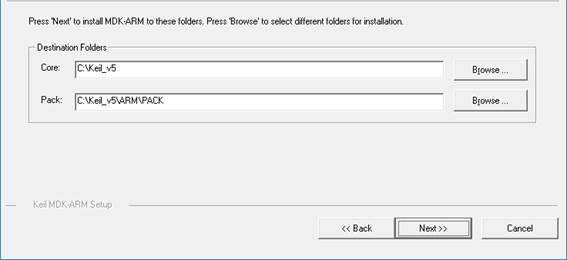 Press 'Next' to install MDK-ARM to these folders. Press 'Browse' to select different folders for installation.
Destination Folders
Core: C:\Keil_v5 Browse ...
Pack: C:\Keil_v5\ARM\PACK Browse ...
Keil MDK-ARM Setup
<< Back Next >> Cancel